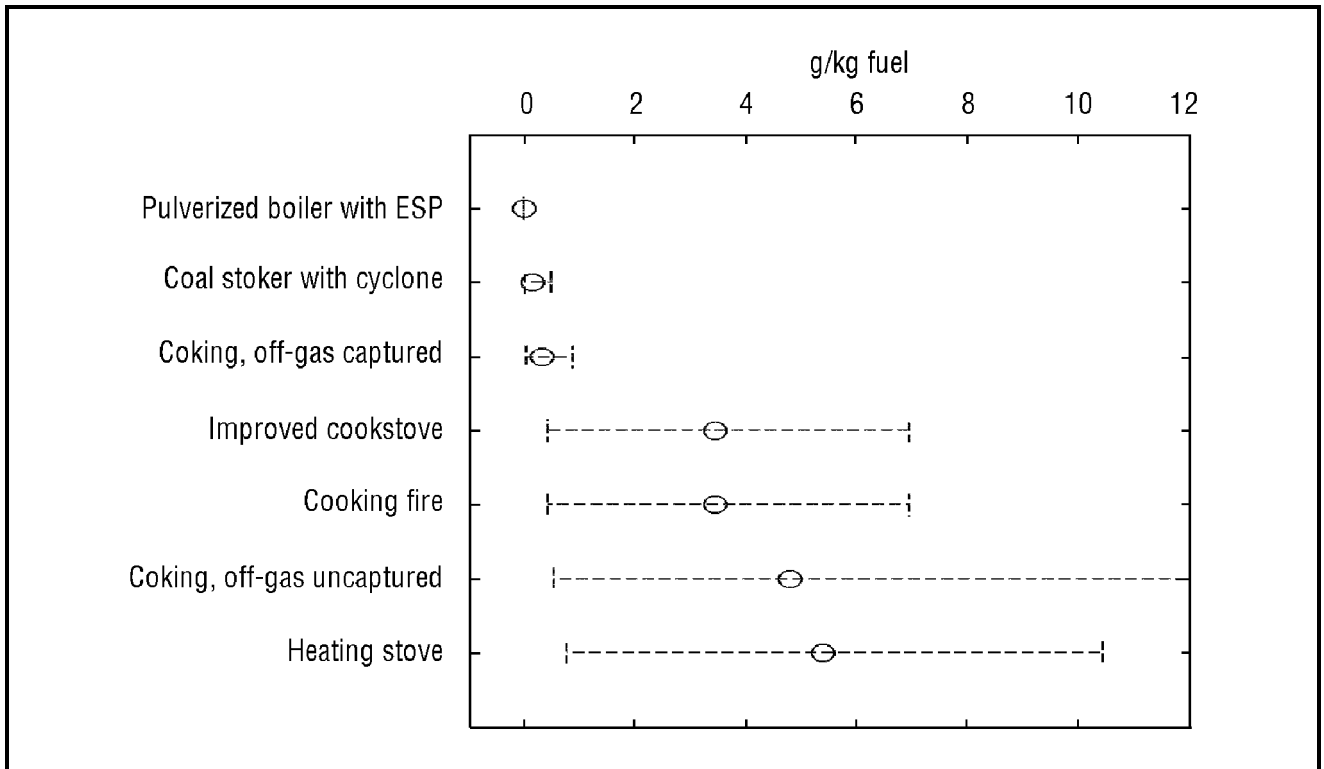 g/kg fuel
0 2 4 6 8 10 12
Pulverized boiler with ESP
Coal stoker with cyclone
Coking, off-gas captured
Improved cookstove
Cooking fire
Coking, off-gas uncaptured
Heating stove